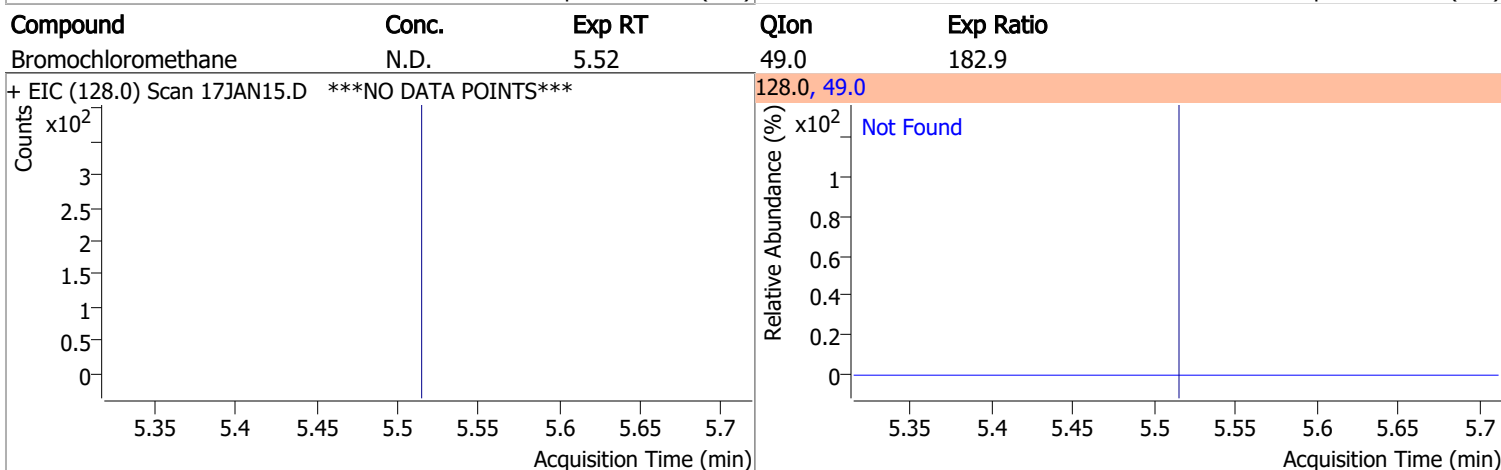 Compound Conc. Exp RT QIon Exp Ratio
Bromochloromethane N.D. 5.52 49.0 182.9
+ EIC (128.0) Scan 17JAN15.D ***NO DATA POINTS***
Counts
x10²
3
2.5
2
1.5
1
0.5
0
5.35 5.4 5.45 5.5 5.55 5.6 5.65 5.7
Acquisition Time (min)
128.0, 49.0
Relative Abundance (%)
x10²
Not Found
1
0.8
0.6
0.4
0.2
0
5.35 5.4 5.45 5.5 5.55 5.6 5.65 5.7
Acquisition Time (min)